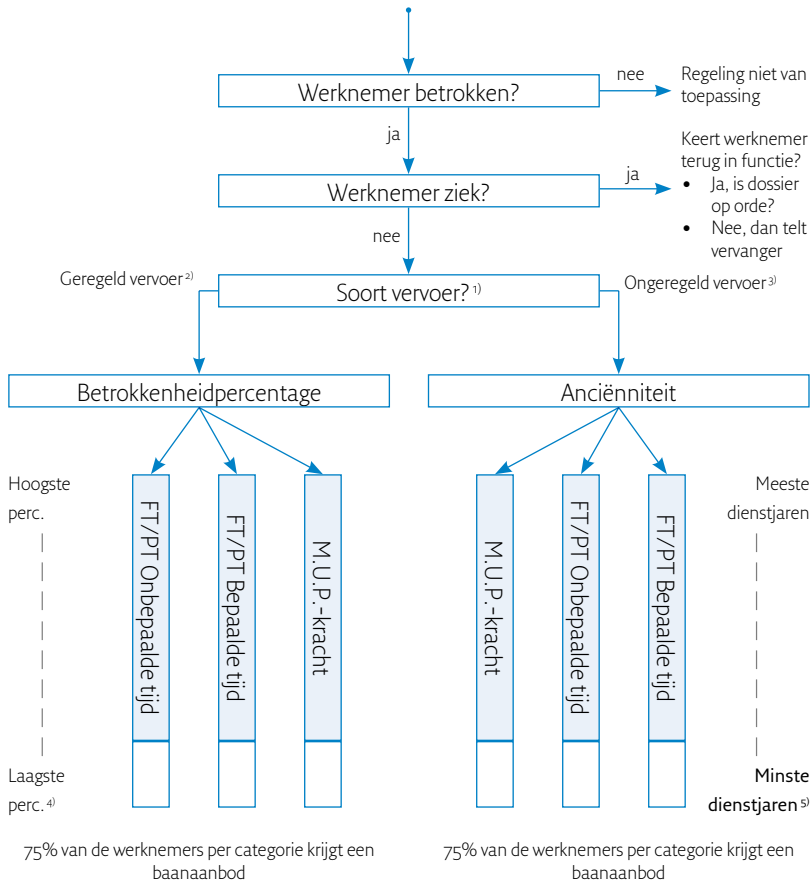 Werknemer betrokken?
nee
Regeling niet van
toepassing
ja
Werknemer ziek?
ja
Keert werknemer
terug in functie?
• Ja, is dossier
op orde?
• Nee, dan telt
vervanger
nee
Geregeld vervoer 2)
Soort vervoer? 1)
Ongeregeld vervoer 3)
Betrokkenheidpercentage
Anciënniteit
Hoogste
perc.
FT/PT Onbepaalde tijd
FT/PT Bepaalde tijd
M.U.P.-kracht
M.U.P.-kracht
FT/PT Onbepaalde tijd
FT/PT Bepaalde tijd
Meeste
dienstjaren
Laagste
perc. 4)
Minste
dienstjaren 5)
75% van de werknemers per categorie krijgt een
baanaanbod
75% van de werknemers per categorie krijgt een
baanaanbod